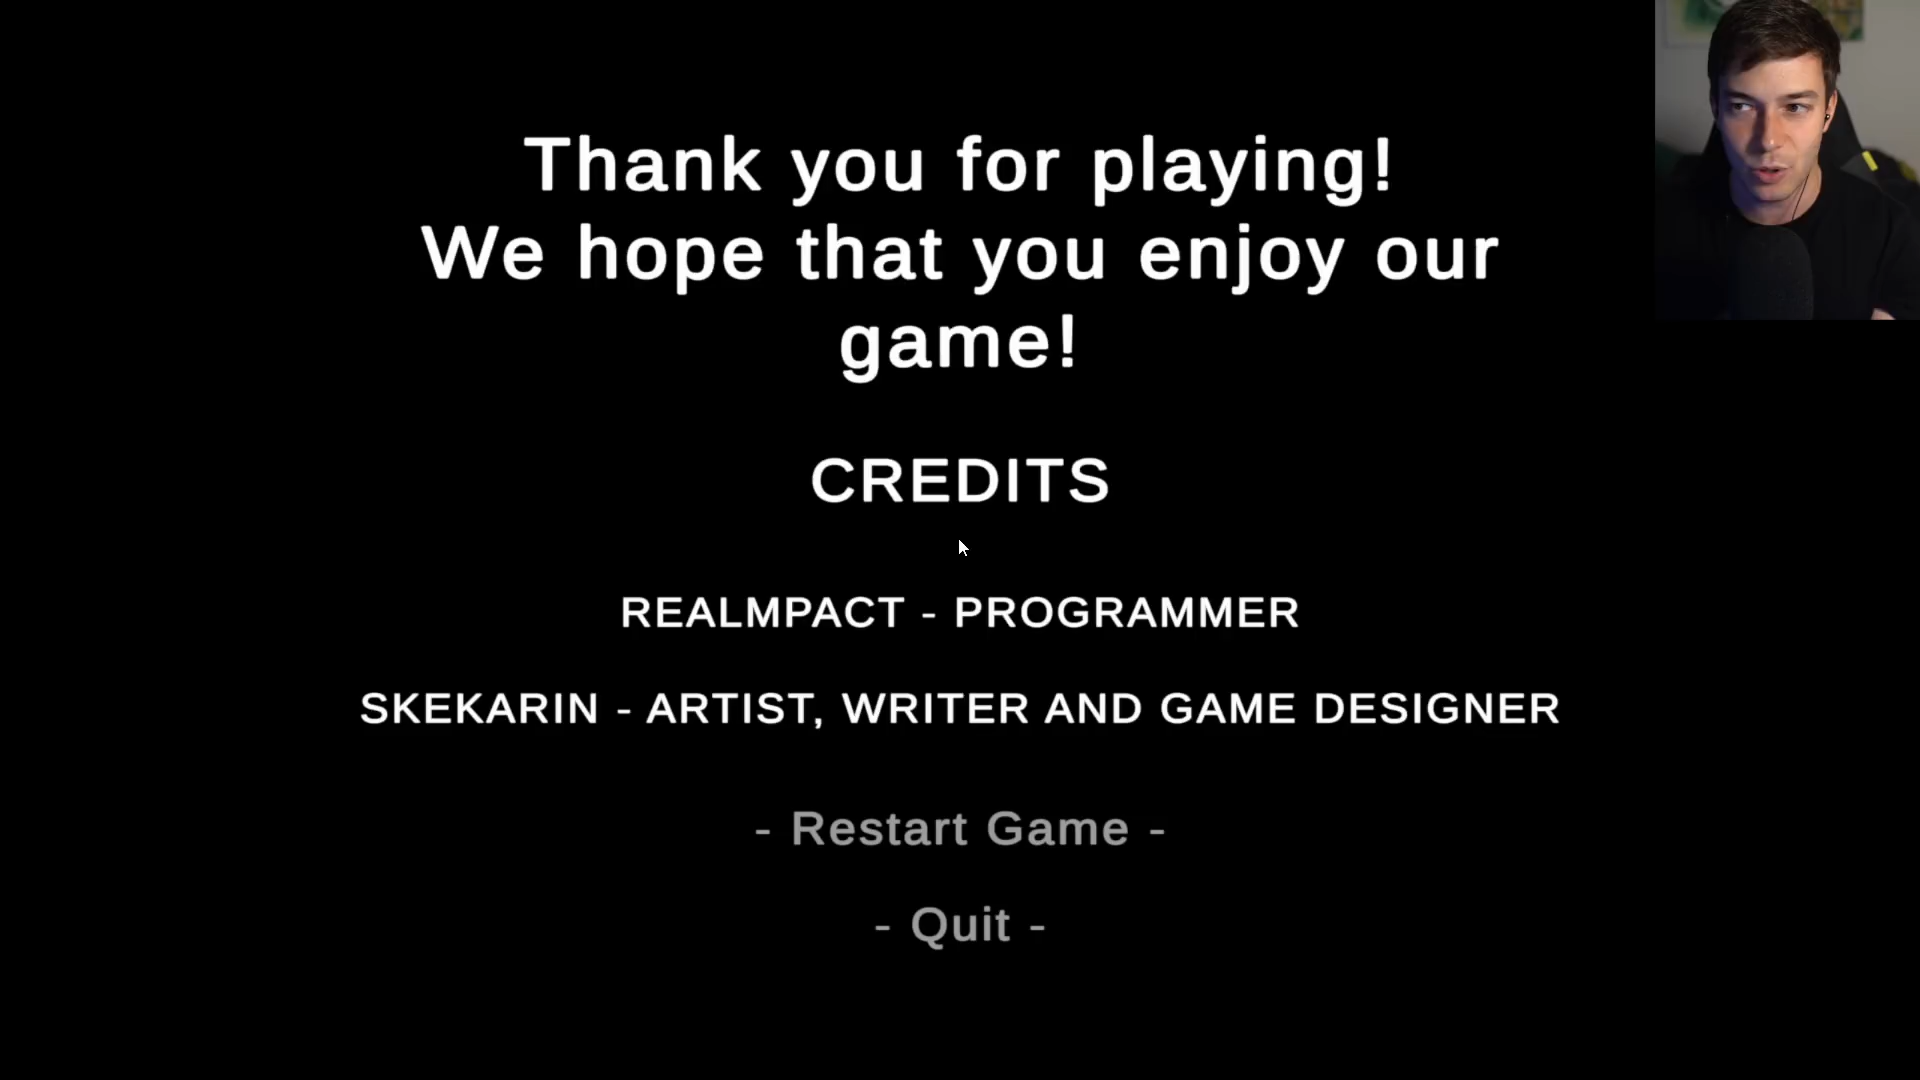 Thank you for playing!
We hope that you enjoy our
game!
CREDITS
REALMPACT - PROGRAMMER
SKEKARIN - ARTIST, WRITER AND GAME DESIGNER
- Restart Game -
- Quit -